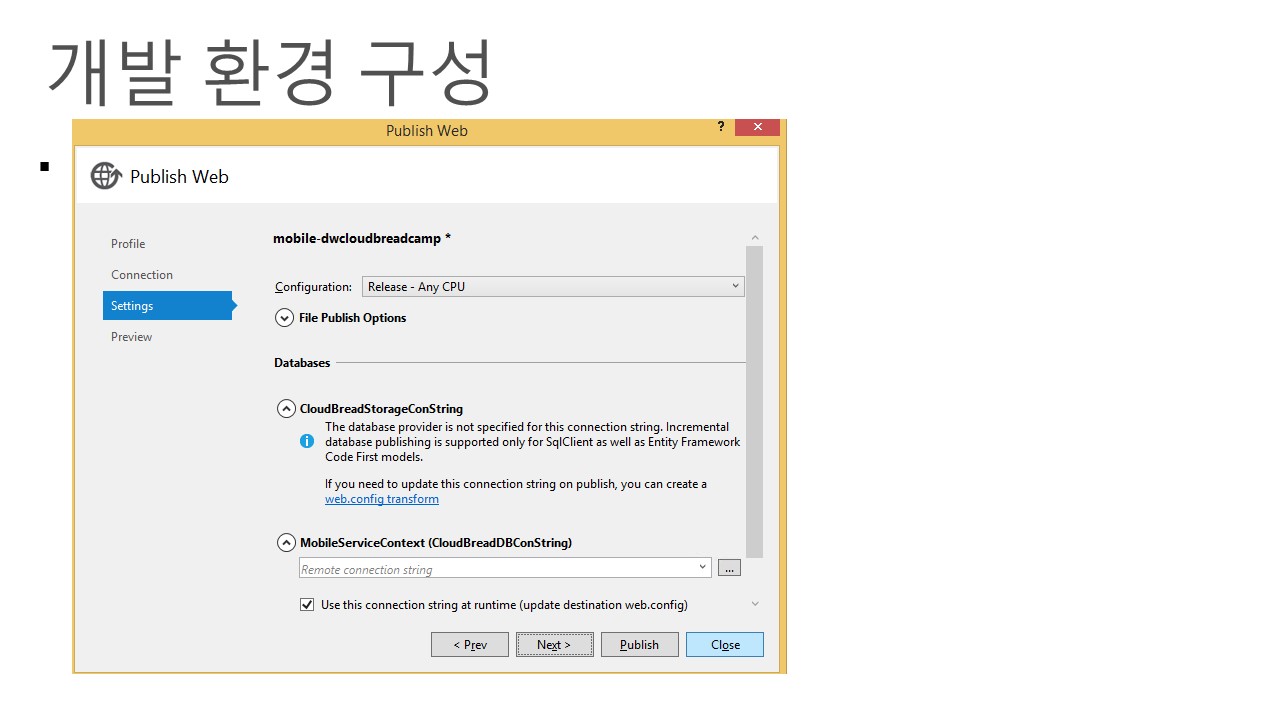 개발 환경 구성
Publish Web
?
Publish Web
Profile
Connection
Settings
Preview
mobile-dwcloudbreadcamp *
Configuration: Release - Any CPU
File Publish Options
Databases
CloudBreadStorageConString
The database provider is not specified for this connection string. Incremental
database publishing is supported only for SqlClient as well as Entity Framework
Code First models.
If you need to update this connection string on publish, you can create a
web.config transform
MobileServiceContext (CloudBreadDBConString)
Remote connection string
...
Use this connection string at runtime (update destination web.config)
< Prev
Next >
Publish
Close